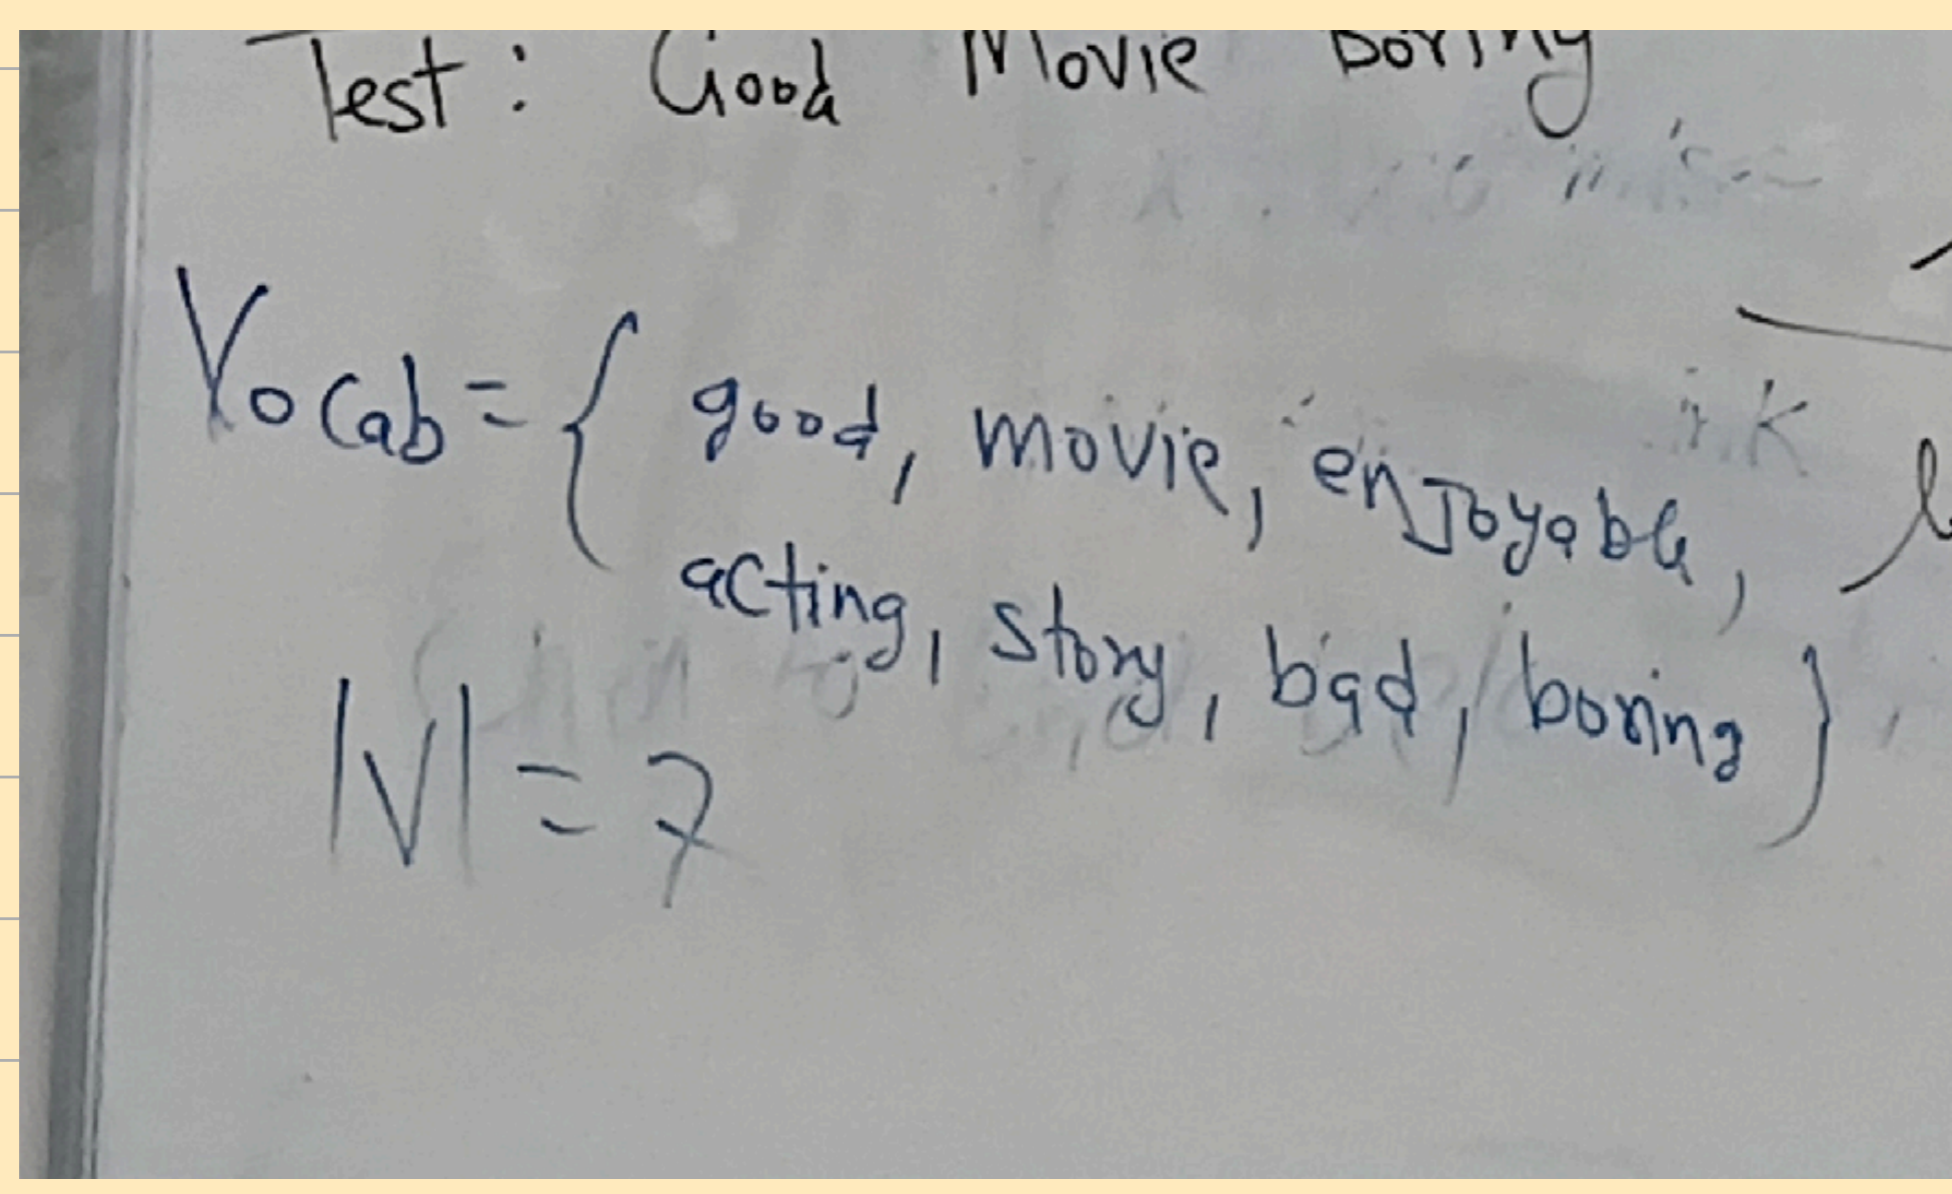 Test: Good Movie Boring
Vocab = { good, movie, enJoyable,
acting, story, bad, boring }
|V| = 7